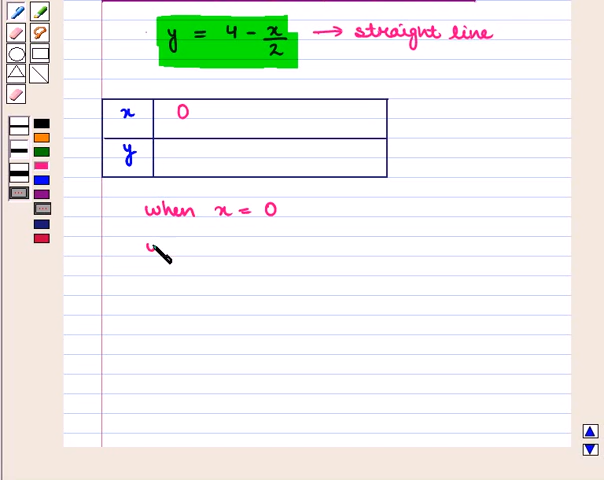 y = 4 - x/2 → straight line
x 0
y
when x = 0